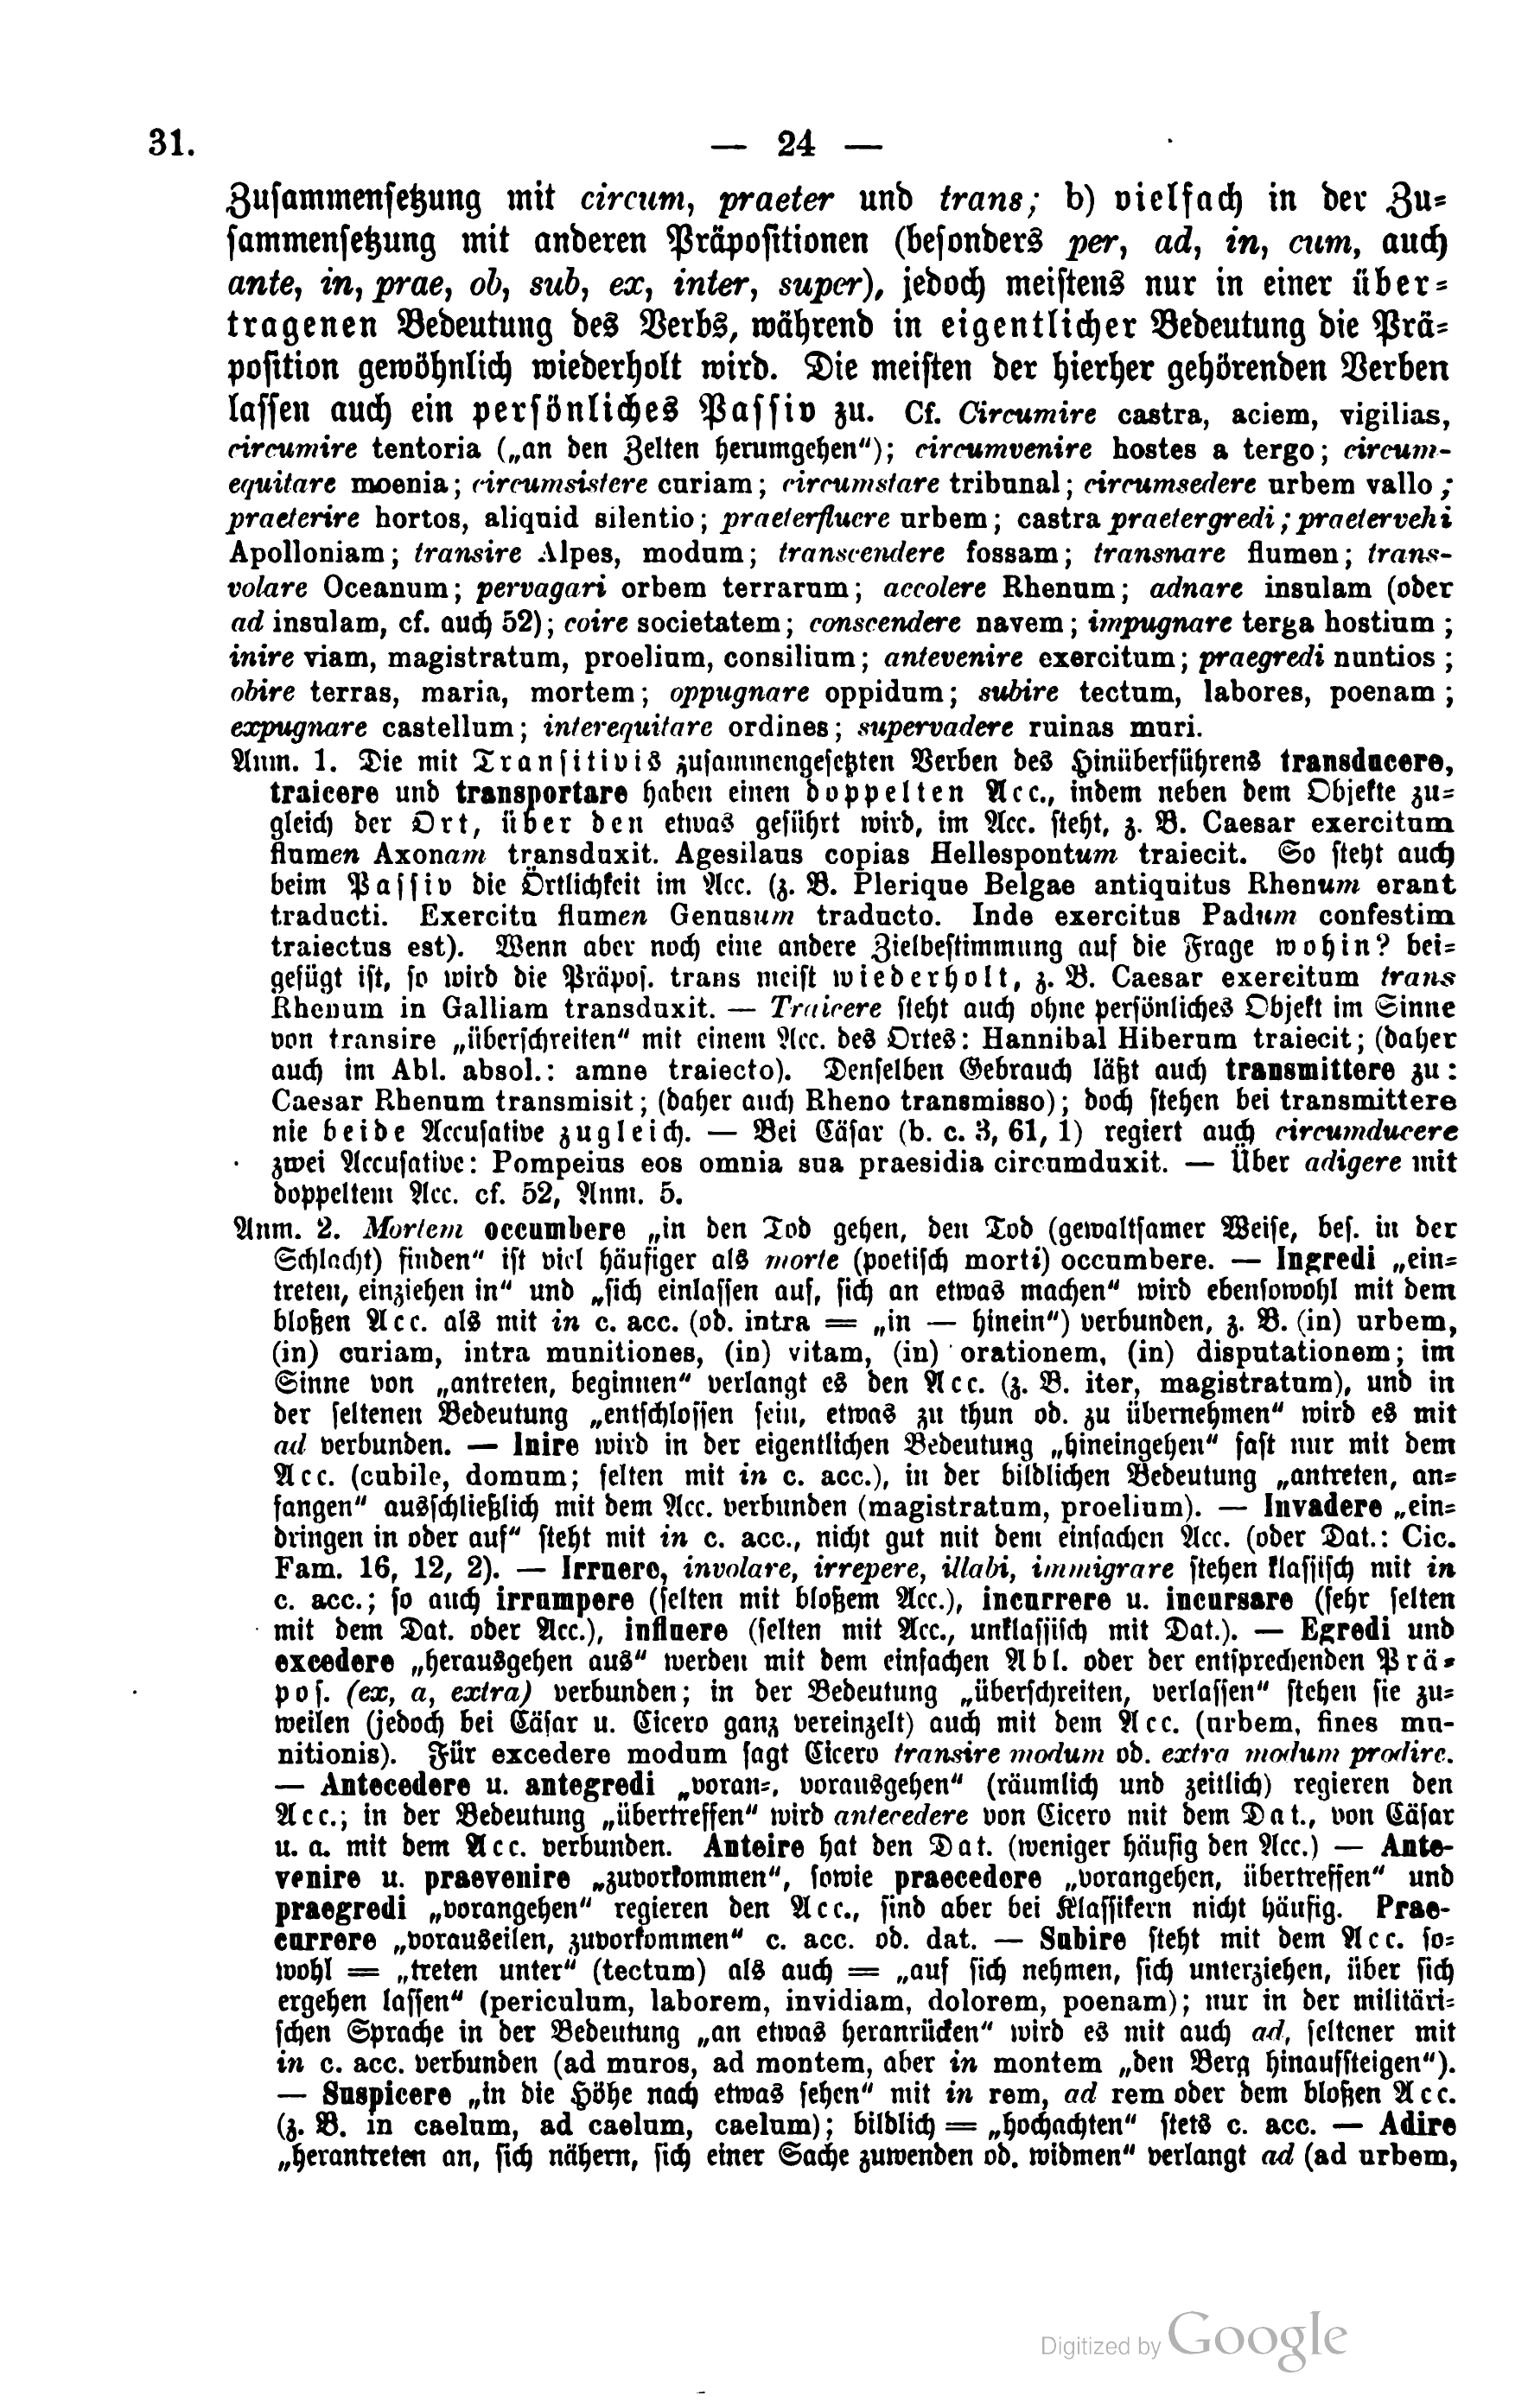 31.
— 24 —
Zusammensetzung mit circum, praeter und trans; b) vielfach in der Zu-
sammensetzung mit anderen Präpositionen (besonders per, ad, in, cum, auch
ante, in, prae, ob, sub, ex, inter, super), jedoch meistens nur in einer über-
tragenen Bedeutung des Verbs, während in eigentlicher Bedeutung die Prä-
position gewöhnlich wiederholt wird. Die meisten der hierher gehörenden Verben
lassen auch ein persönliches Passiv zu. Cf. Circumire castra, aciem, vigilias,
circumire tentoria („an den Zelten herumgehen“); circumvenire hostes a tergo; circum-
equitare moenia; circumsistere curiam; circumstare tribunal; circumsedere urbem vallo;
praeterire hortos, aliquid silentio; praeterfluere urbem; castra praetergredi; praetervehi
Apolloniam; transire Alpes, modum; transcendere fossam; transnare flumen; trans-
volare Oceanum; pervagari orbem terrarum; accolere Rhenum; adnare insulam (oder
ad insulam, cf. auch 52); coire societatem; conscendere navem; impugnare terga hostium;
inire viam, magistratum, proelium, consilium; antevenire exercitum; praegredi nuntios;
obire terras, maria, mortem; oppugnare oppidum; subire tectum, labores, poenam;
expugnare castellum; interequitare ordines; supervadere ruinas muri.
Anm. 1. Die mit Transitivis zusammengesetzten Verben des Hinüberführens transducere,
traicere und transportare haben einen doppelten Acc., indem neben dem Objekte zu-
gleich der Ort, über den etwas geführt wird, im Acc. steht, z. B. Caesar exercitum
flumen Axonam transduxit. Agesilaus copias Hellespontum traiecit. So steht auch
beim Passiv die Örtlichkeit im Acc. (z. B. Plerique Belgae antiquitus Rhenum erant
traducti. Exercitu flumen Genusum traducto. Inde exercitus Padum confestim
traiectus est). Wenn aber noch eine andere Zielbestimmung auf die Frage wohin? bei-
gefügt ist, so wird die Präpos. trans meist wiederholt, z. B. Caesar exercitum trans
Rhenum in Galliam transduxit. — Traicere steht auch ohne persönliches Objekt im Sinne
von transire „überschreiten“ mit einem Acc. des Ortes: Hannibal Hiberum traiecit; (daher
auch im Abl. absol.: amne traiecto). Denselben Gebrauch läßt auch transmittere zu:
Caesar Rhenum transmisit; (daher auch Rheno transmisso); doch stehen bei transmittere
nie beide Accusative zugleich. — Bei Cäsar (b. c. 3, 61, 1) regiert auch circumducere
zwei Accusative: Pompeius eos omnia sua praesidia circumduxit. — Über adigere mit
doppeltem Acc. cf. 52, Anm. 5.
Anm. 2. Mortem occumbere „in den Tod gehen, den Tod (gewaltsamer Weise, bes. in der
Schlacht) finden“ ist viel häufiger als morte (poetisch morti) occumbere. — Ingredi „ein-
treten, einziehen in“ und „sich einlassen auf, sich an etwas machen“ wird ebensowohl mit dem
bloßen Acc. als mit in c. acc. (ob. intra = „in — hinein“) verbunden, z. B. (in) urbem,
(in) curiam, intra munitiones, (in) vitam, (in) orationem, (in) disputationem; im
Sinne von „antreten, beginnen“ verlangt es den Acc. (z. B. iter, magistratum), und in
der seltenen Bedeutung „entschlossen sein, etwas zu thun od. zu übernehmen“ wird es mit
ad verbunden. — Inire wird in der eigentlichen Bedeutung „hineingehen“ fast nur mit dem
Acc. (cubile, domum; selten mit in c. acc.), in der bildlichen Bedeutung „antreten, an-
fangen“ ausschließlich mit dem Acc. verbunden (magistratum, proelium). — Invadere „ein-
dringen in oder auf“ steht mit in c. acc., nicht gut mit dem einfachen Acc. (oder Dat.: Cic.
Fam. 16, 12, 2). — Irruere, involare, irrepere, illabi, immigrare stehen klassisch mit in
c. acc.; so auch irrumpere (selten mit bloßem Acc.), incurrere u. incursare (sehr selten
mit dem Dat. oder Acc.), influere (selten mit Acc., unklassisch mit Dat.). — Egredi und
excedere „herausgehen aus“ werden mit dem einfachen Abl. oder der entsprechenden Prä-
pos. (ex, a, extra) verbunden; in der Bedeutung „überschreiten, verlassen“ stehen sie zu-
weilen (jedoch bei Cäsar u. Cicero ganz vereinzelt) auch mit dem Acc. (urbem, fines mu-
nitionis). Für excedere modum sagt Cicero transire modum od. extra modum prodire.
— Antecedere u. antegredi „voran-, vorausgehen“ (räumlich und zeitlich) regieren den
Acc.; in der Bedeutung „übertreffen“ wird antecedere von Cicero mit dem Dat., von Cäsar
u. a. mit dem Acc. verbunden. Anteire hat den Dat. (weniger häufig den Acc.) — Ante-
venire u. praevenire „zuvorkommen“, sowie praecedere „vorangehen, übertreffen“ und
praegredi „vorangehen“ regieren den Acc., sind aber bei Klassikern nicht häufig. Prae-
currere „vorauseilen, zuvorkommen“ c. acc. od. dat. — Subire steht mit dem Acc. so-
wohl = „treten unter“ (tectum) als auch = „auf sich nehmen, sich unterziehen, über sich
ergehen lassen“ (periculum, laborem, invidiam, dolorem, poenam); nur in der militäri-
schen Sprache in der Bedeutung „an etwas heranrücken“ wird es mit auch ad, seltener mit
in c. acc. verbunden (ad muros, ad montem, aber in montem „den Berg hinaufsteigen“).
— Suspicere „in die Höhe nach etwas sehen“ mit in rem, ad rem oder dem bloßen Acc.
(z. B. in caelum, ad caelum, caelum); bildlich = „hochachten“ stets c. acc. — Adire
„herantreten an, sich nähern, sich einer Sache zuwenden od. widmen“ verlangt ad (ad urbem,
Digitized by Google